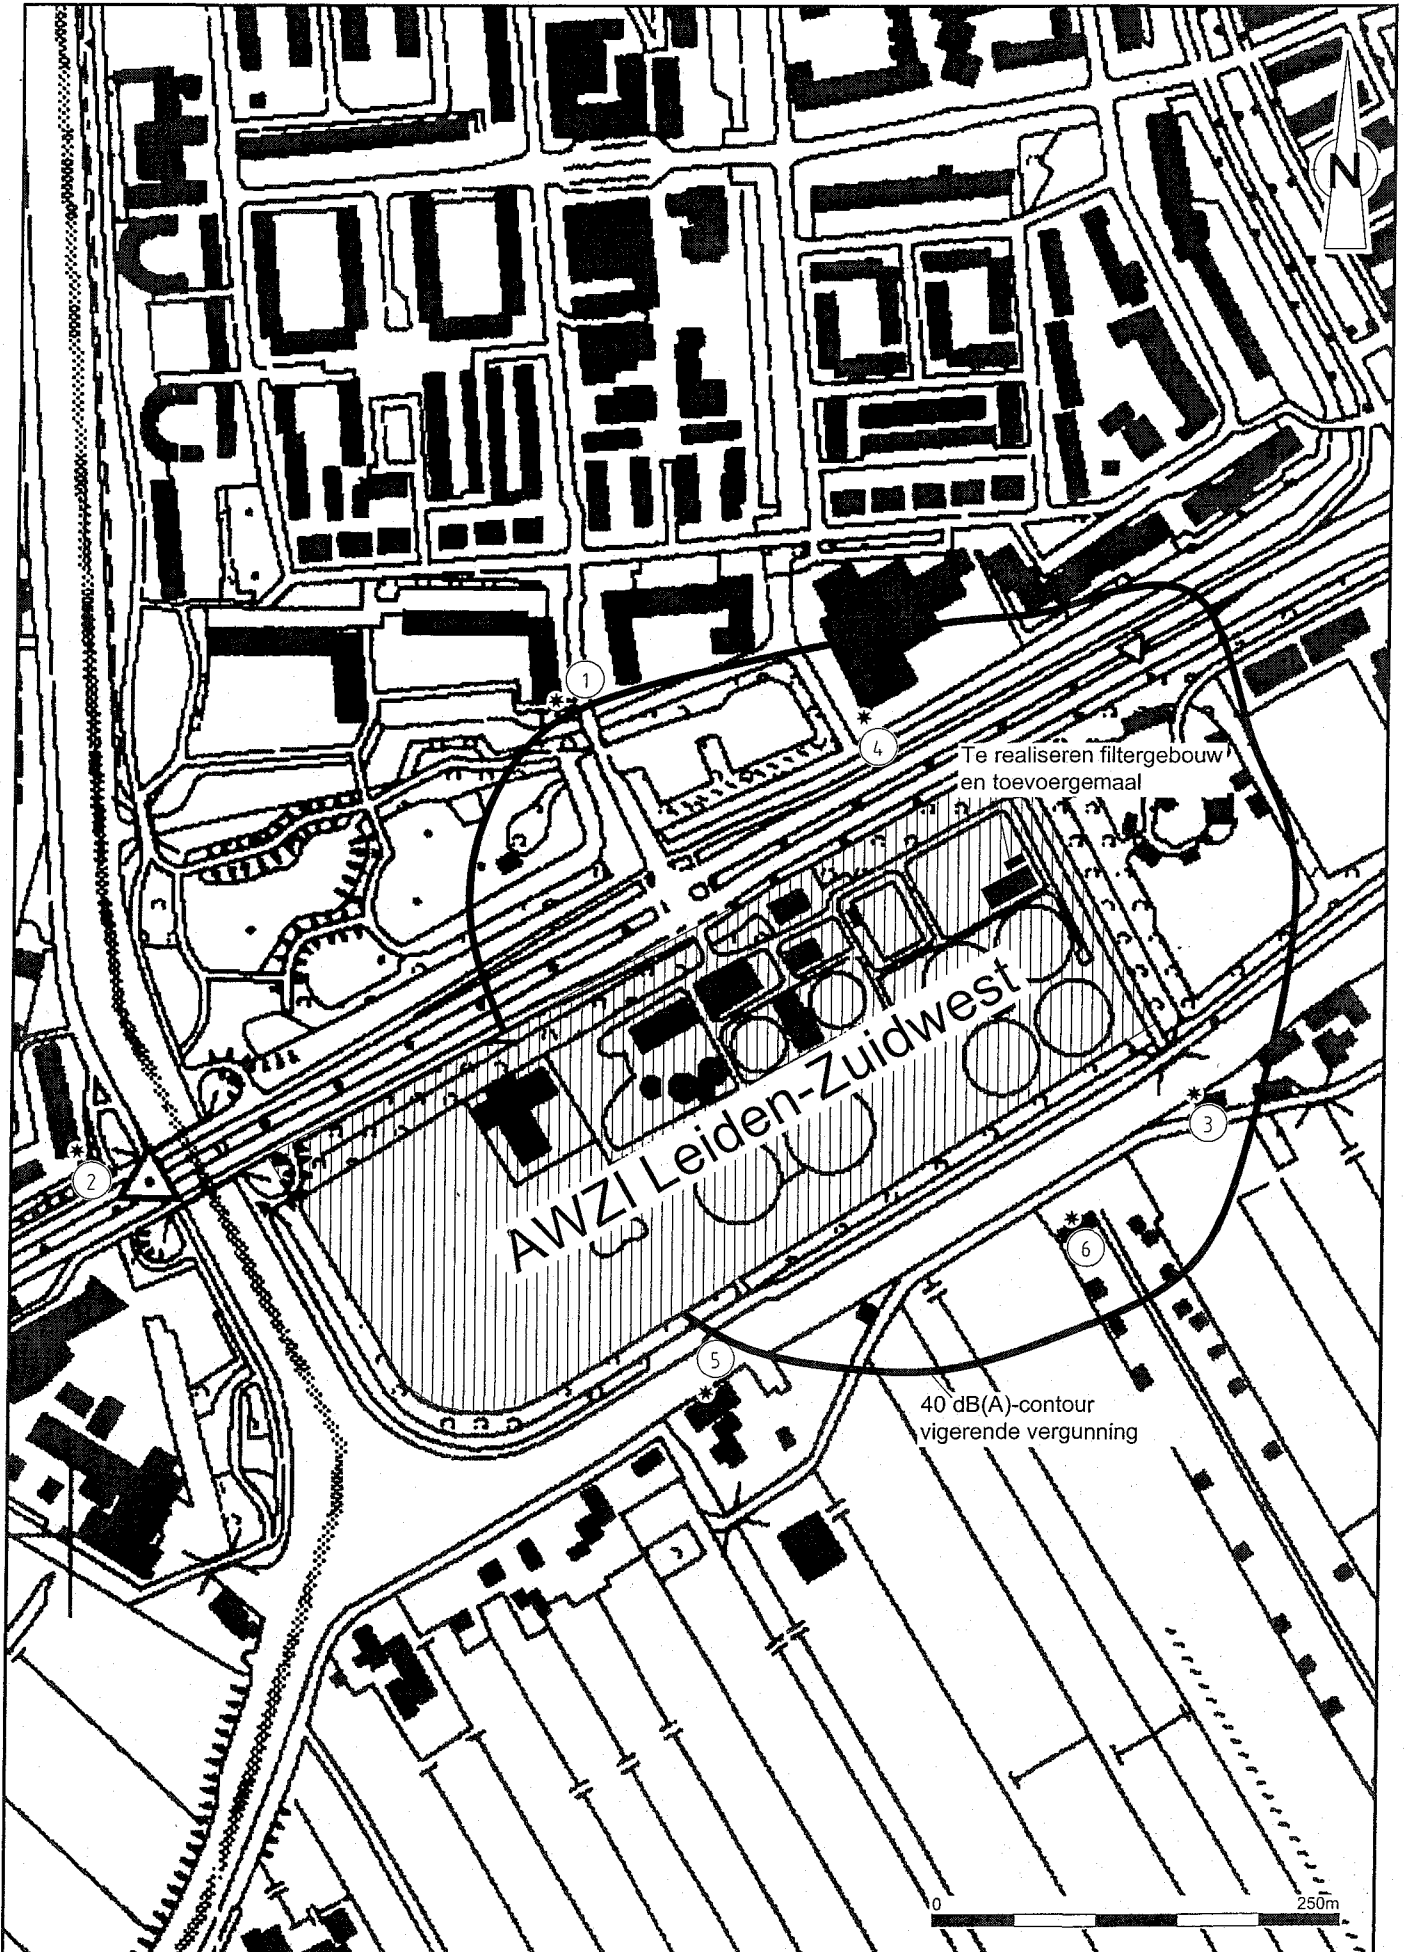 N
1
4
Te realiseren filtergebouw
en toevoergemaal
AWZI Leiden-Zuidwest
3
2
6
5
40 dB(A)-contour
vigerende vergunning
0 250m